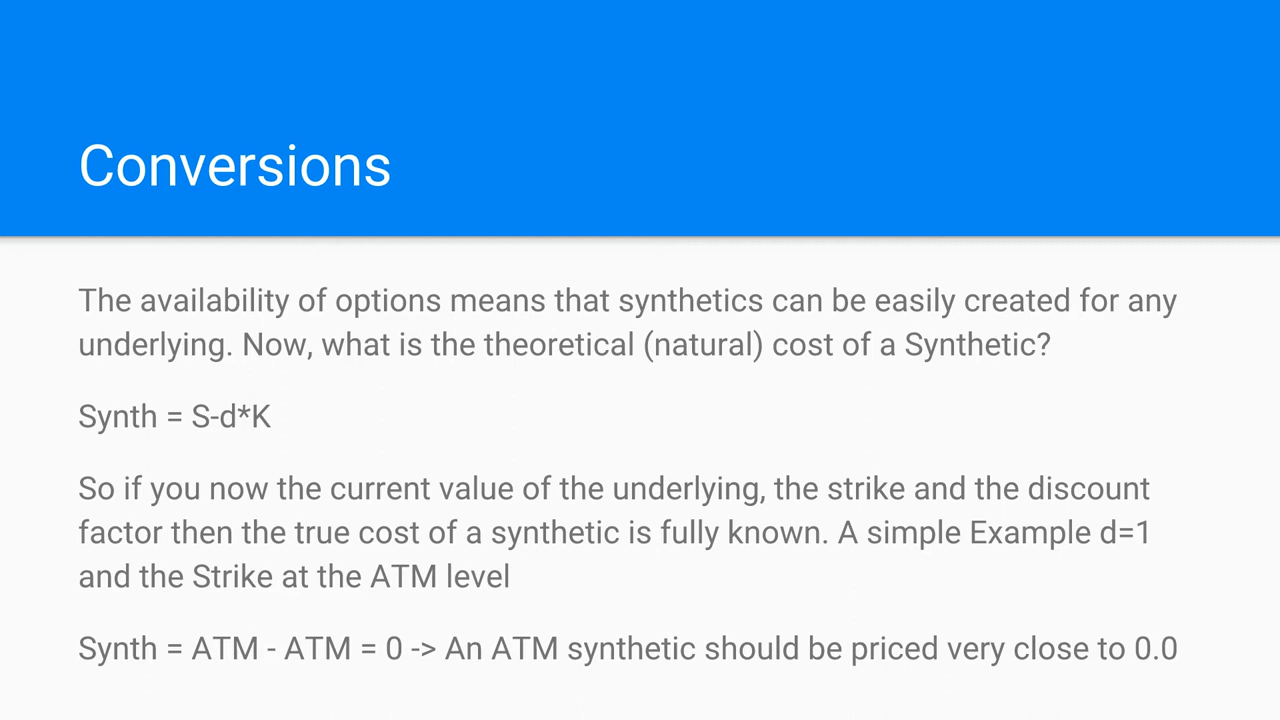 Conversions
The availability of options means that synthetics can be easily created for any
underlying. Now, what is the theoretical (natural) cost of a Synthetic?
Synth = S-d*K
So if you now the current value of the underlying, the strike and the discount
factor then the true cost of a synthetic is fully known. A simple Example d=1
and the Strike at the ATM level
Synth = ATM - ATM = 0 -> An ATM synthetic should be priced very close to 0.0